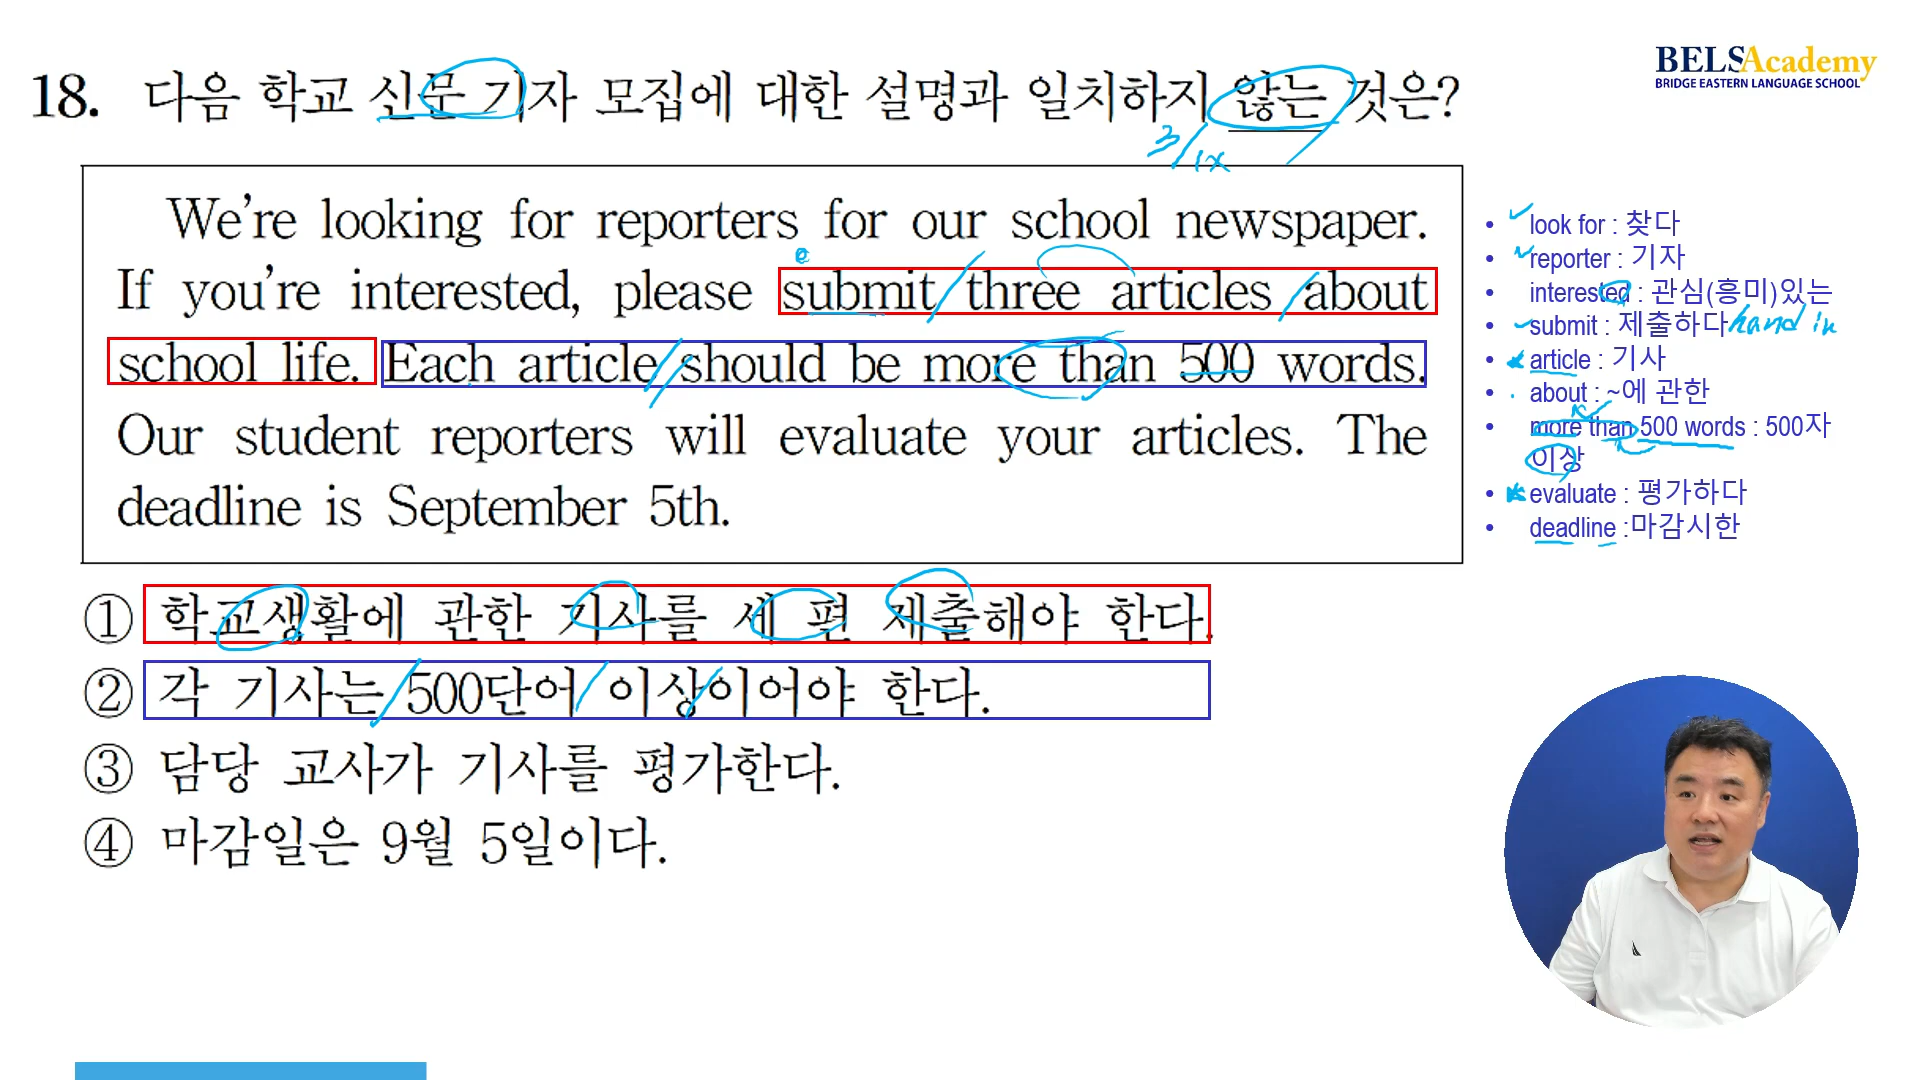 BELSAcademy
BRIDGE EASTERN LANGUAGE SCHOOL
18. 다음 학교 신문 기자 모집에 대한 설명과 일치하지 않는 것은?
3/1x
We're looking for reporters for our school newspaper.
If you're interested, please submit three articles about
school life. Each article should be more than 500 words.
Our student reporters will evaluate your articles. The
deadline is September 5th.
• look for : 찾다
• reporter : 기자
• interested : 관심(흥미)있는
• submit : 제출하다 hand in
• article : 기사
• about : ~에 관한
• more than 500 words : 500자
이상
• evaluate : 평가하다
• deadline :마감시한
① 학교생활에 관한 기사를 세 편 제출해야 한다.
② 각 기사는 500단어 이상이어야 한다.
③ 담당 교사가 기사를 평가한다.
④ 마감일은 9월 5일이다.